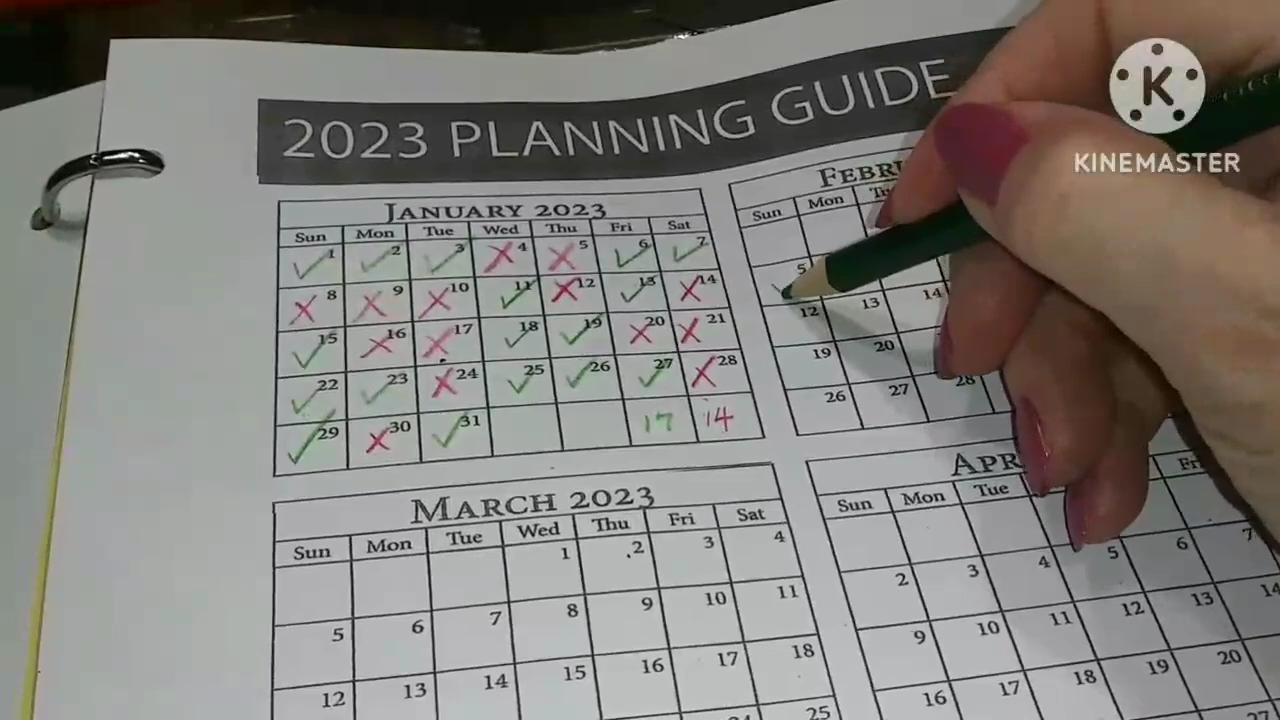 2023 PLANNING GUIDE
K
KINEMASTER
JANUARY 2023
Sun Mon Tue Wed Thu Fri Sat
1 2 3 4 5 6 7
8 9 10 11 12 13 14
15 16 17 18 19 20 21
22 23 24 25 26 27 28
29 30 31 17 14
FEBRU
Sun Mon Tu
5
12 13 14
19 20
26 27 28
MARCH 2023
Sun Mon Tue Wed Thu Fri Sat
1 2 3 4
5 6 7 8 9 10 11
12 13 14 15 16 17 18
25
APR
Sun Mon Tue Fri
2 3 4 5 6 7
9 10 11 12 13 14
16 17 18 19 20
27